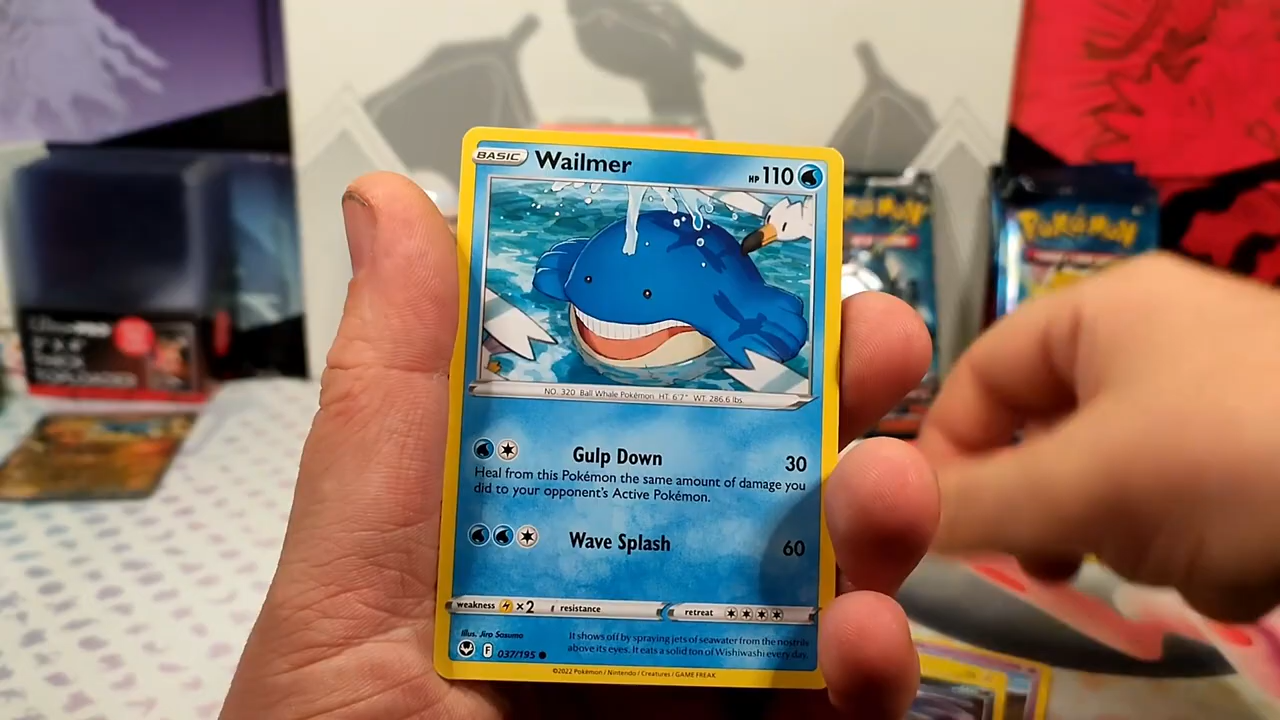 BASIC Wailmer HP 110
NO. 320 Ball Whale Pokémon HT: 6'7" WT: 286.6 lbs.
Gulp Down 30
Heal from this Pokémon the same amount of damage you
did to your opponent's Active Pokémon.
Wave Splash 60
weakness ×2 resistance retreat
Illus. Jiro Sasumo
It shows off by spraying jets of seawater from the nostrils
above its eyes. It eats a solid ton of Wishiwashi every day.
F 037/195
©2022 Pokémon / Nintendo / Creatures / GAME FREAK
POKéMON
POKéMON